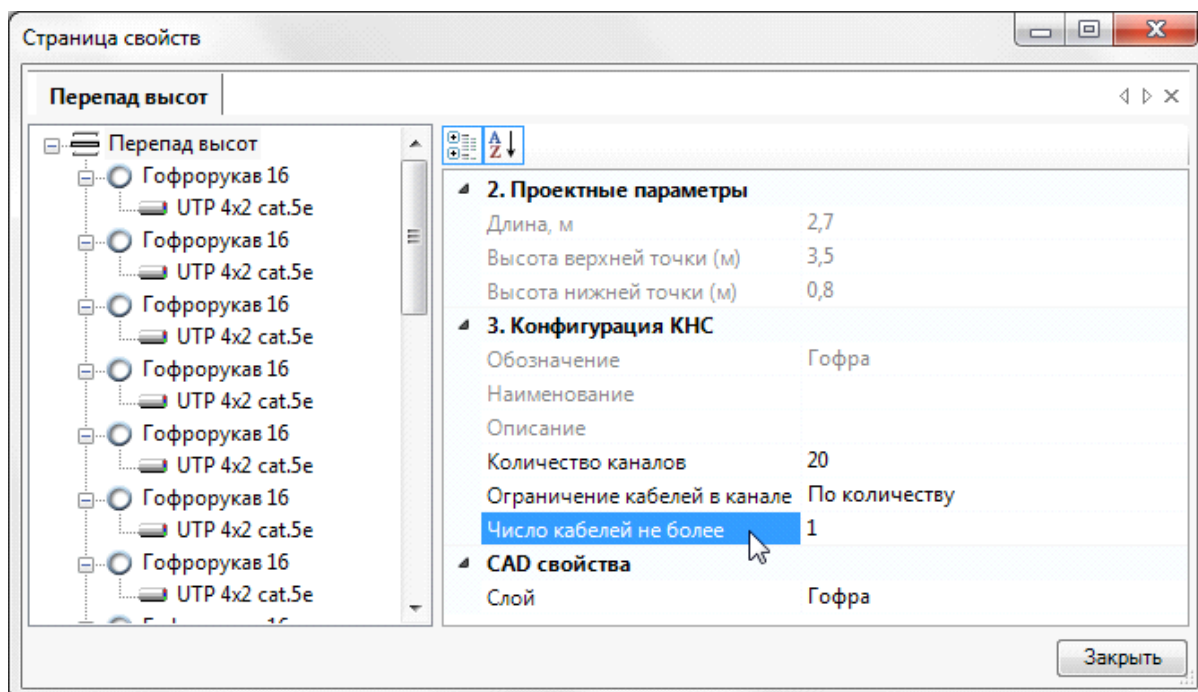 Страница свойств
Перепад высот
Перепад высот
Гофрорукав 16
UTP 4x2 cat.5e
Гофрорукав 16
UTP 4x2 cat.5e
Гофрорукав 16
UTP 4x2 cat.5e
Гофрорукав 16
UTP 4x2 cat.5e
Гофрорукав 16
UTP 4x2 cat.5e
Гофрорукав 16
UTP 4x2 cat.5e
Гофрорукав 16
UTP 4x2 cat.5e
2. Проектные параметры
Длина, м 2,7
Высота верхней точки (м) 3,5
Высота нижней точки (м) 0,8
3. Конфигурация КНС
Обозначение Гофра
Наименование
Описание
Количество каналов 20
Ограничение кабелей в канале По количеству
Число кабелей не более 1
CAD свойства
Слой Гофра
Закрыть